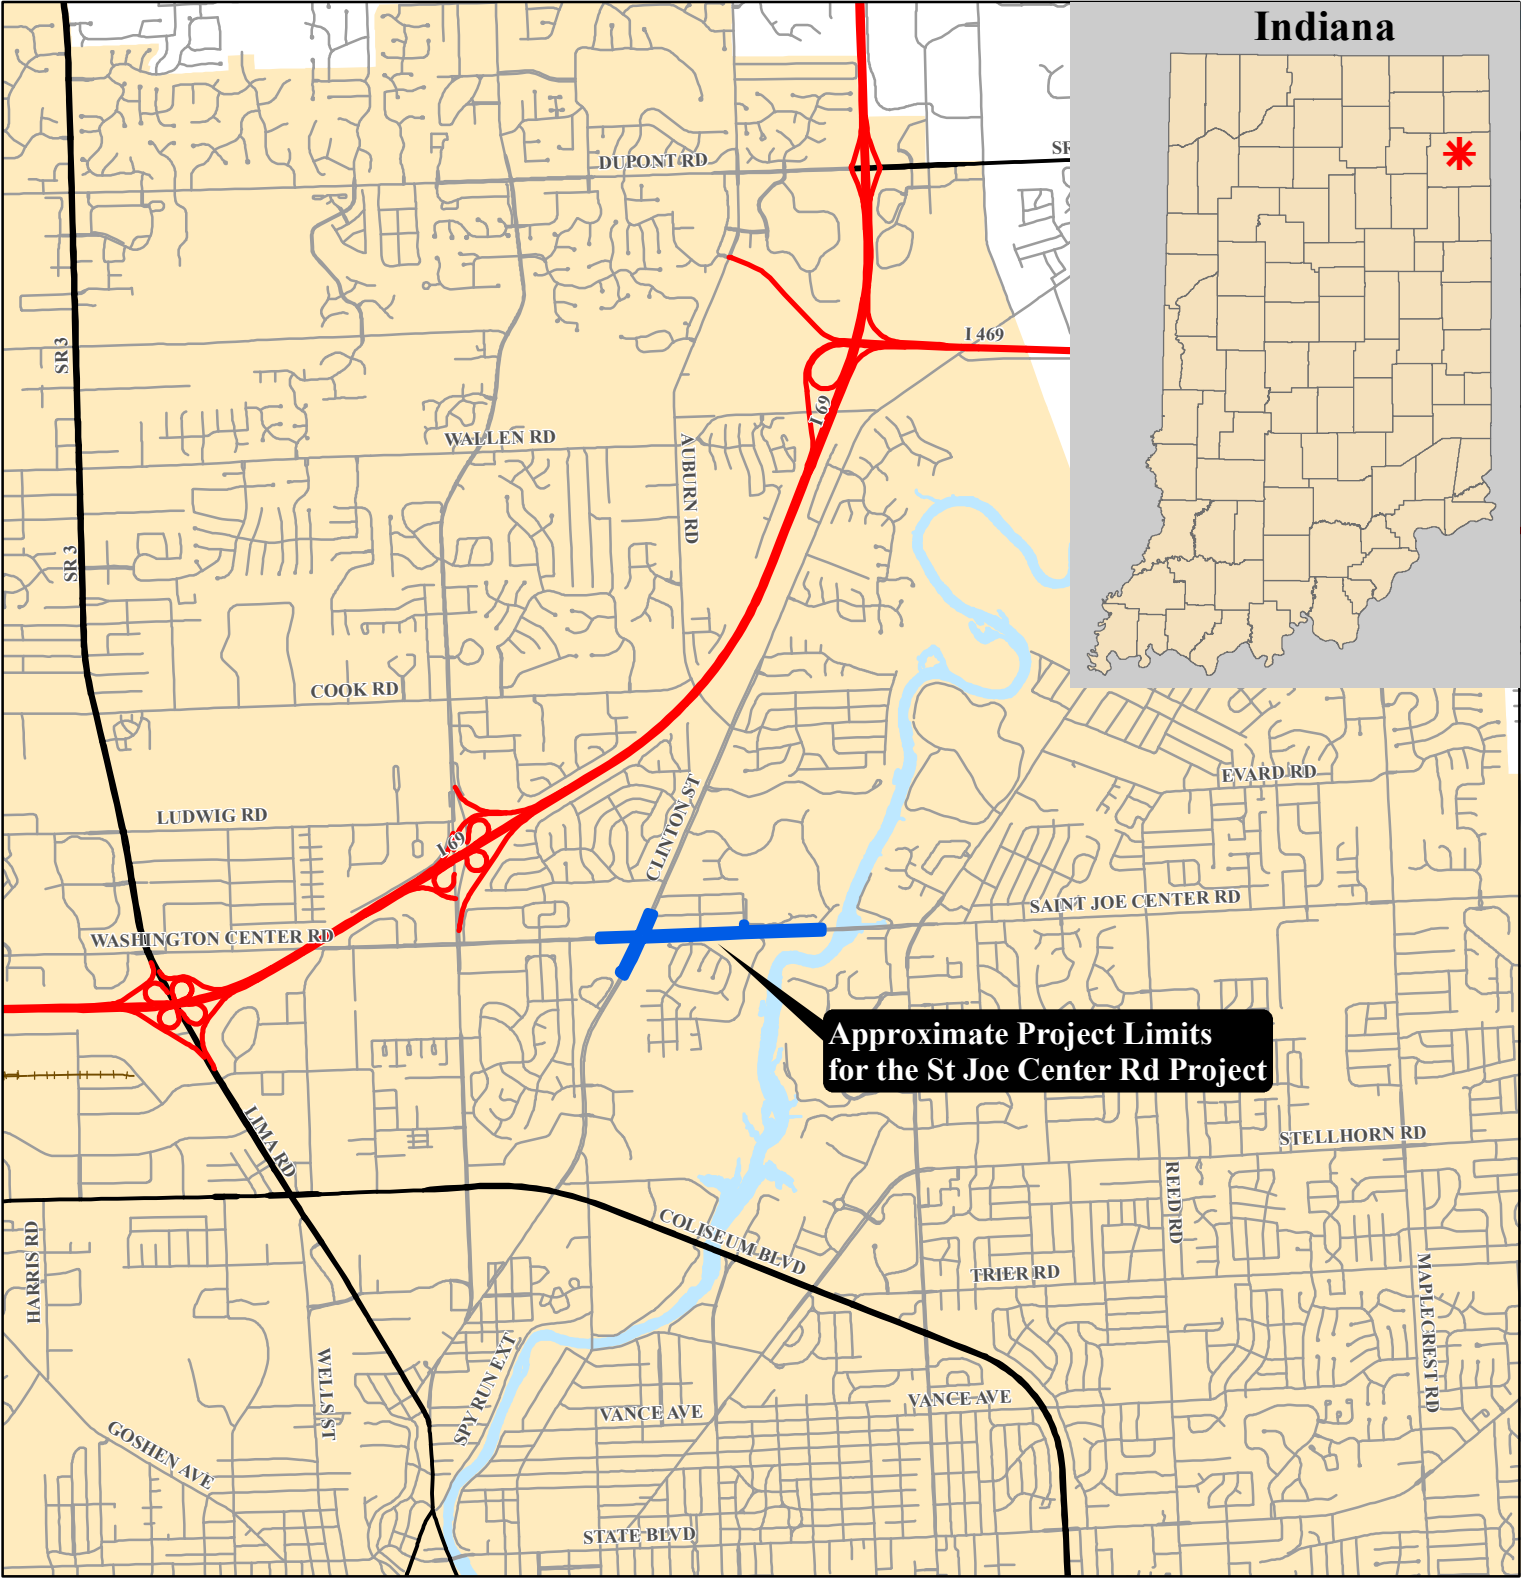 Indiana
DUPONT RD
SR
I 469
SR 3
I 69
WALLEN RD
AUBURN RD
SR 3
COOK RD
EVARD RD
LUDWIG RD
CLINTON ST
I 69
SAINT JOE CENTER RD
WASHINGTON CENTER RD
Approximate Project Limits
for the St Joe Center Rd Project
LIMA RD
STELLHORN RD
REED RD
HARRIS RD
COLISEUM BLVD
TRIER RD
MAPLECREST RD
WELLS ST
SPY RUN EXT
VANCE AVE
VANCE AVE
GOSHEN AVE
STATE BLVD